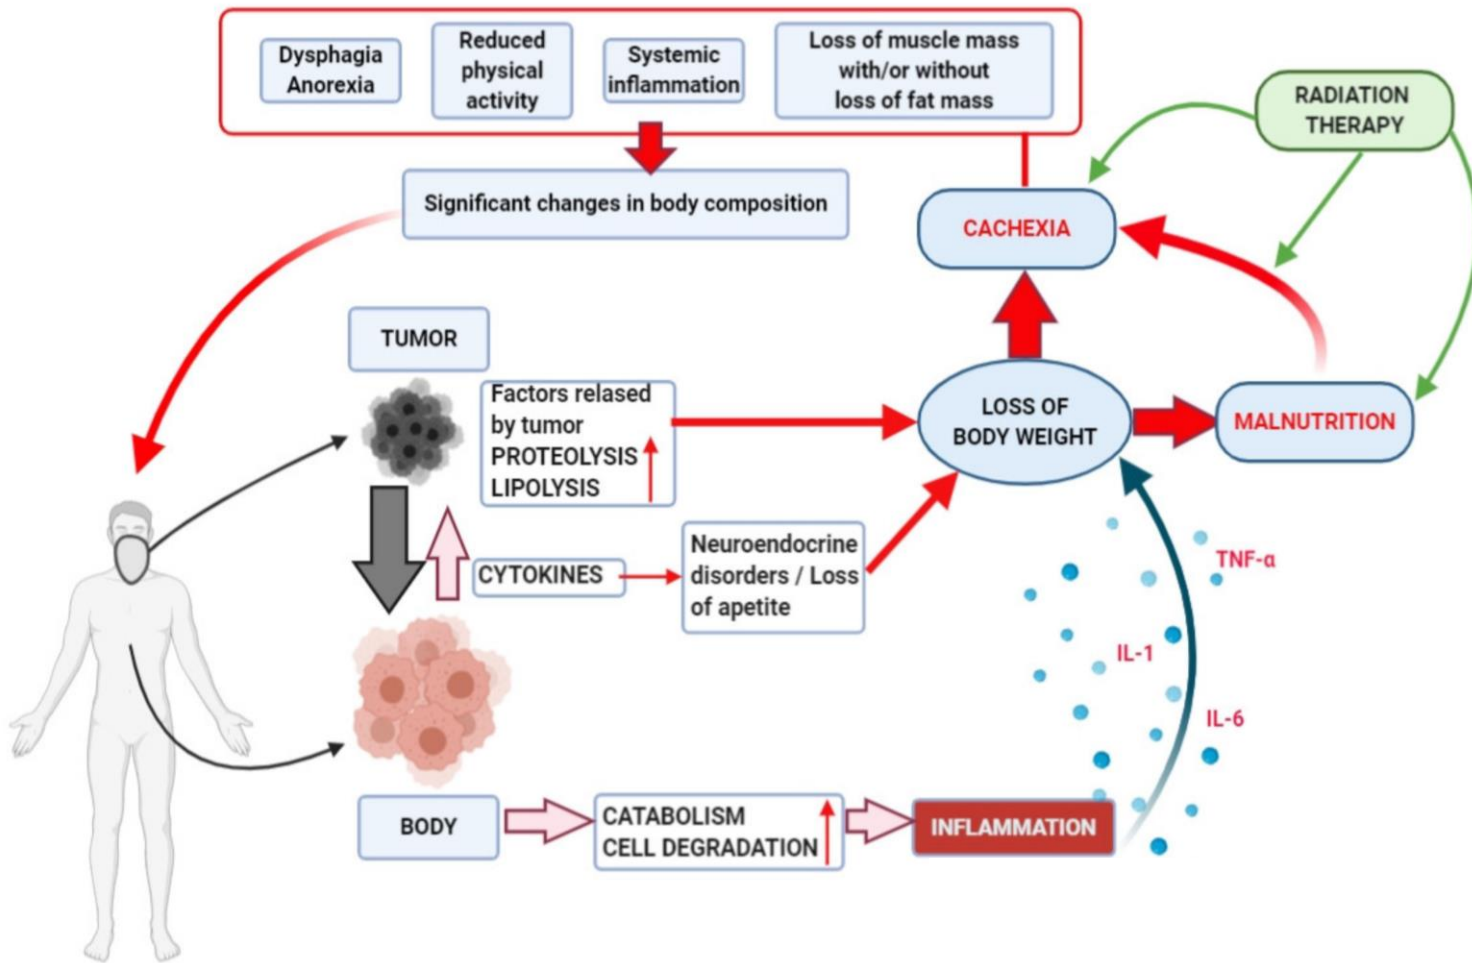 Dysphagia
Anorexia
Reduced
physical
activity
Systemic
inflammation
Loss of muscle mass
with/or without
loss of fat mass
RADIATION
THERAPY
Significant changes in body composition
CACHEXIA
TUMOR
Factors relased
by tumor
PROTEOLYSIS
LIPOLYSIS
LOSS OF
BODY WEIGHT
MALNUTRITION
CYTOKINES
Neuroendocrine
disorders / Loss
of apetite
TNF-α
IL-1
IL-6
BODY
CATABOLISM
CELL DEGRADATION
INFLAMMATION